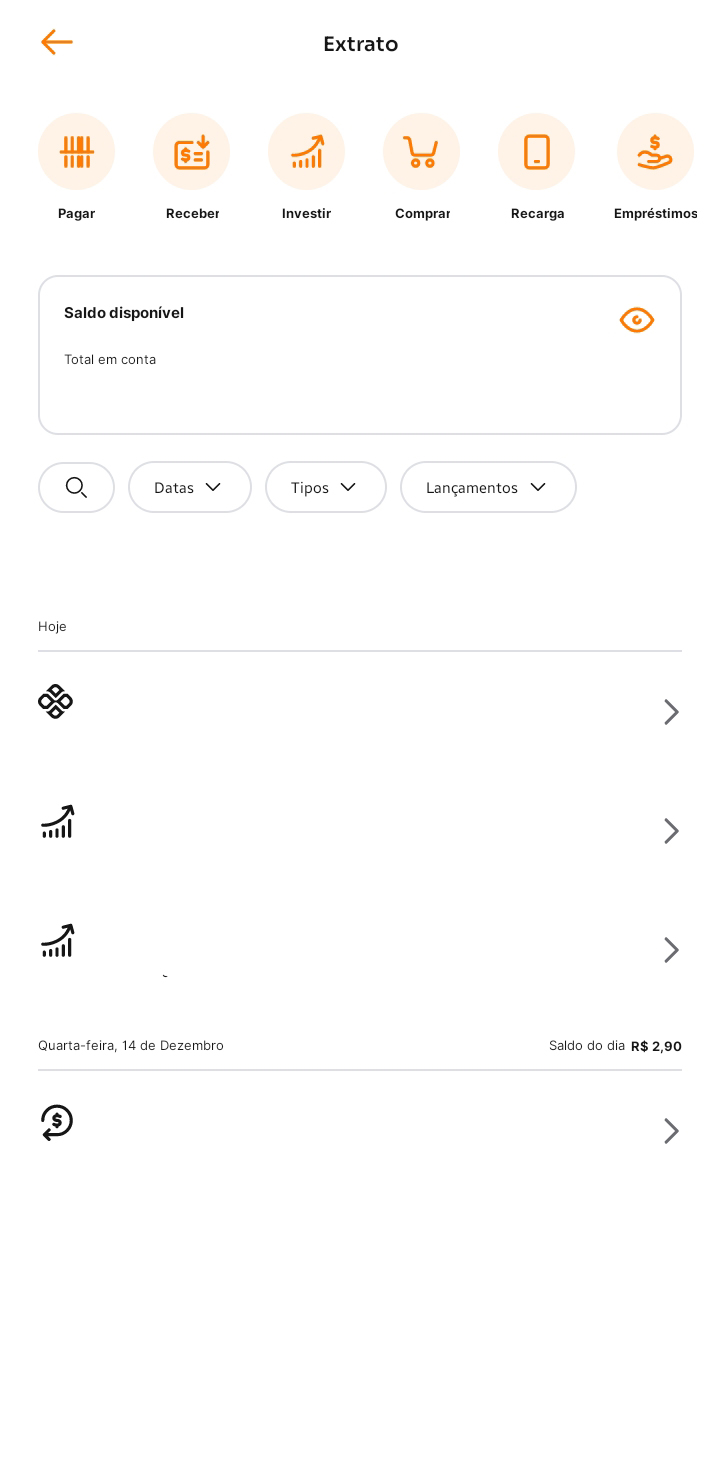 Extrato
Pagar
Receber
Investir
Comprar
Recarga
Empréstimos
Saldo disponível
Total em conta
Datas
Tipos
Lançamentos
Hoje
Quarta-feira, 14 de Dezembro
Saldo do dia R$ 2,90